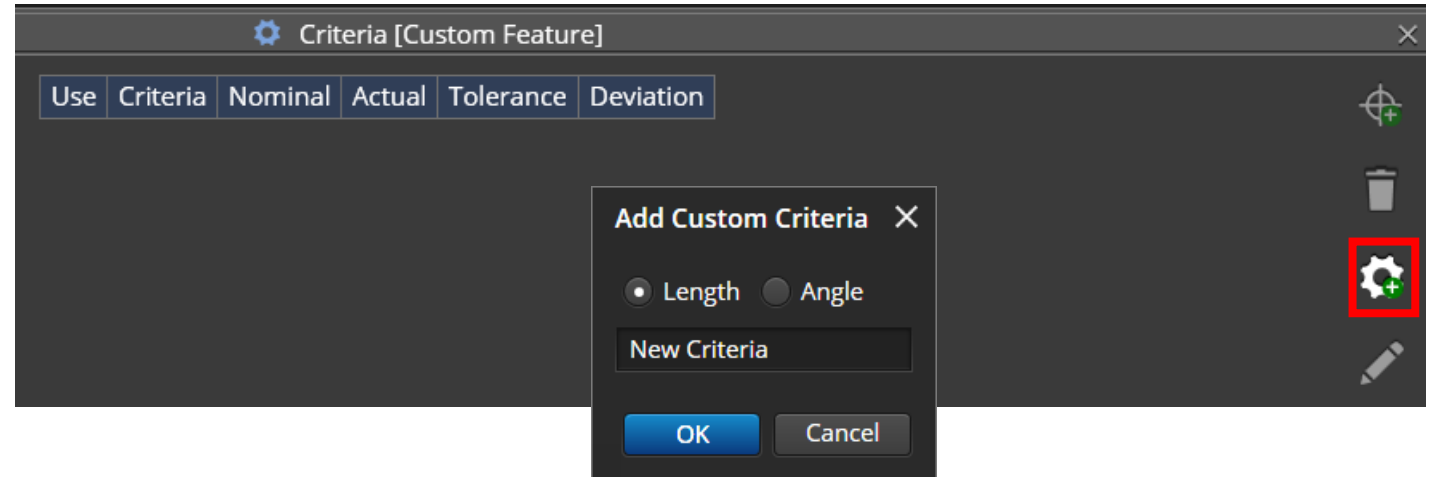 Criteria [Custom Feature]
Use Criteria Nominal Actual Tolerance Deviation
Add Custom Criteria
Length Angle
New Criteria
OK Cancel